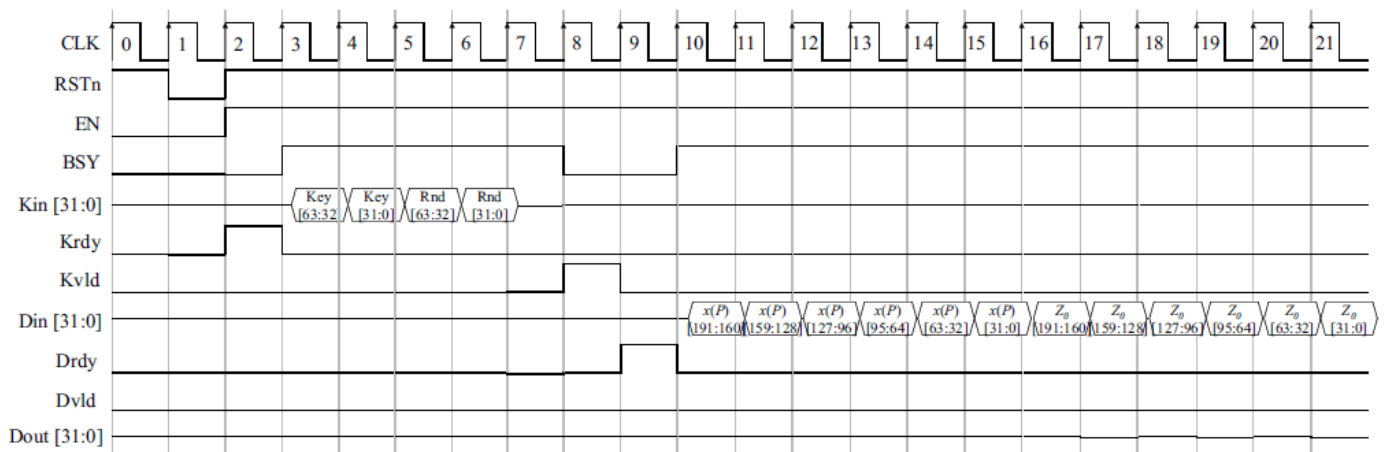 CLK 0 1 2 3 4 5 6 7 8 9 10 11 12 13 14 15 16 17 18 19 20 21
RSTn
EN
BSY
Kin [31:0] Key Key Rnd Rnd
[63:32 [31:0] [63:32] [31:0]
Krdy
Kvld
Din [31:0] x(P) x(P) x(P) x(P) x(P) x(P) Z0 Z0 Z0 Z0 Z0 Z0
[191:160] [159:128] [127:96] [95:64] [63:32] [31:0] [191:160] [159:128] [127:96] [95:64] [63:32] [31:0]
Drdy
Dvld
Dout [31:0]